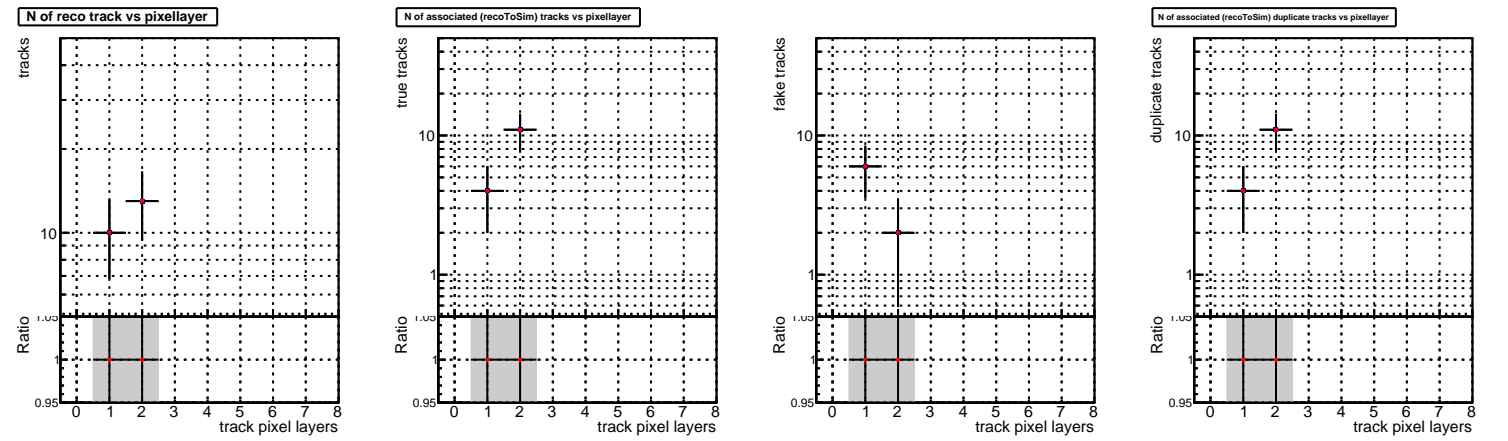 N of reco track vs pixellayer
tracks
10
Ratio
1.05
1
0.95
0 1 2 3 4 5 6 7 8
track pixel layers
N of associated (recoToSim) tracks vs pixellayer
true tracks
10
1
Ratio
1.05
1
0.95
0 1 2 3 4 5 6 7 8
track pixel layers
fake tracks
10
1
Ratio
1.05
1
0.95
0 1 2 3 4 5 6 7 8
track pixel layers
N of associated (recoToSim) duplicate tracks vs pixellayer
duplicate tracks
10
1
Ratio
1.05
1
0.95
0 1 2 3 4 5 6 7 8
track pixel layers